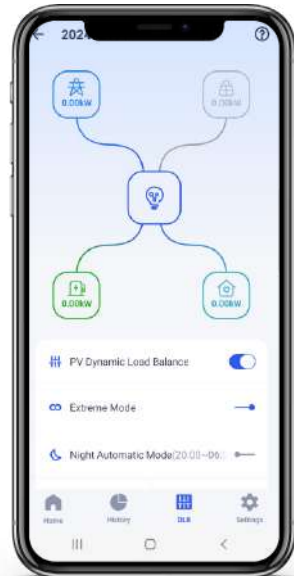 2024
0.00kW
0.00kW
0.00kW
0.00kW
PV Dynamic Load Balance
Extreme Mode
Night Automatic Mode(20:00~06:
Home
History
DLB
Settings